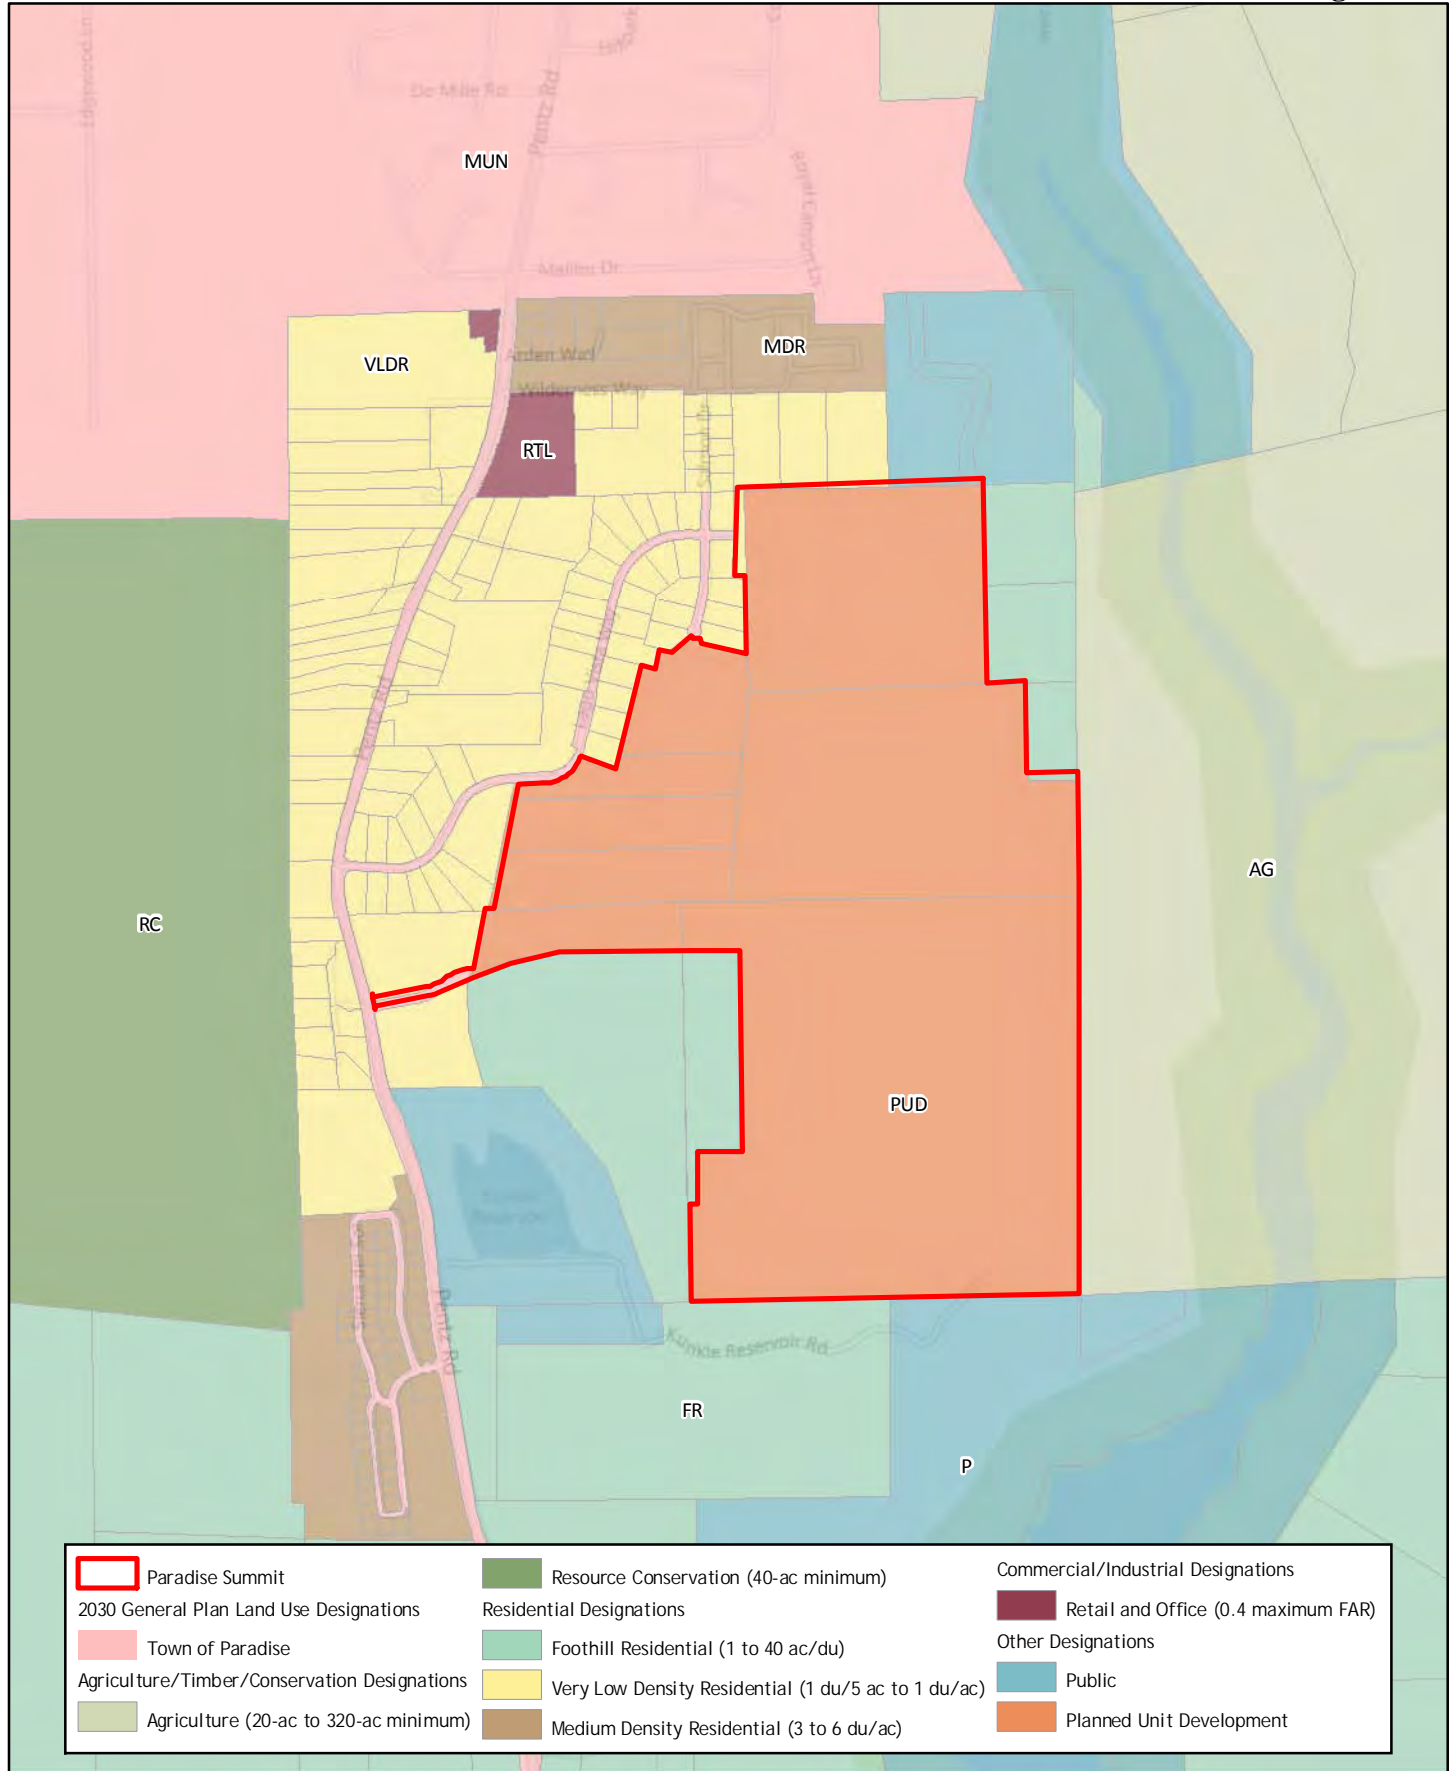 Edgewood Ln
De Mille Rd
Pentz Rd
MUN
Malibu Dr
MDR
VLDR
Arden Way
Wilderness Way
RTL
Pentz Rd
AG
RC
PUD
Pentz Rd
Kunkle Reservoir Rd
FR
P
Paradise Summit
2030 General Plan Land Use Designations
Town of Paradise
Agriculture/Timber/Conservation Designations
Agriculture (20-ac to 320-ac minimum)
Resource Conservation (40-ac minimum)
Residential Designations
Foothill Residential (1 to 40 ac/du)
Very Low Density Residential (1 du/5 ac to 1 du/ac)
Medium Density Residential (3 to 6 du/ac)
Commercial/Industrial Designations
Retail and Office (0.4 maximum FAR)
Other Designations
Public
Planned Unit Development